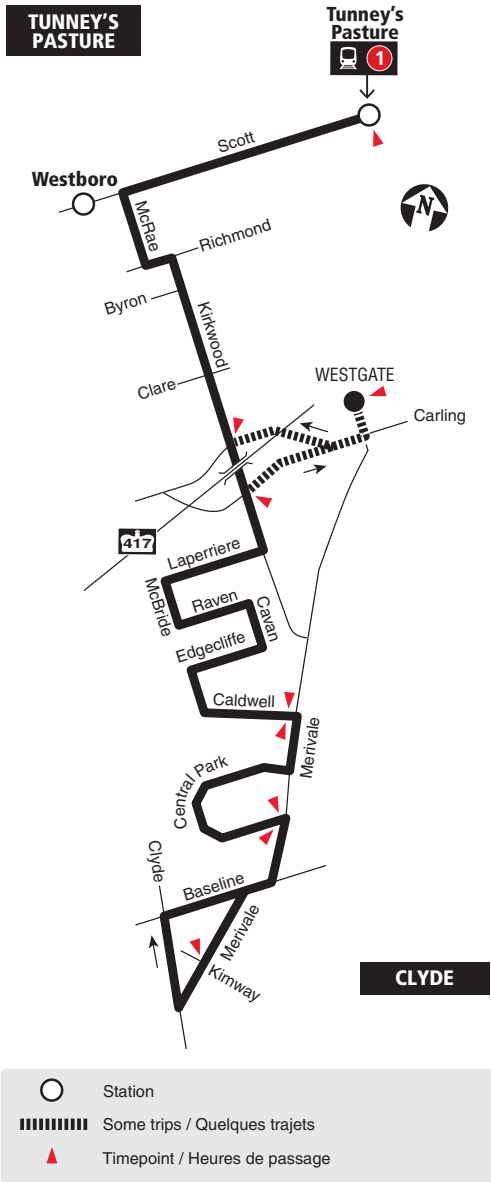 TUNNEY'S
PASTURE
Tunney's
Pasture
1
Scott
Westboro
McRae
Richmond
N
Byron
Kirkwood
Clare
WESTGATE
Carling
417
Laperriere
McBride
Raven
Cavan
Edgecliffe
Caldwell
Merivale
Central Park
Clyde
Baseline
Merivale
Kimway
CLYDE
Station
Some trips / Quelques trajets
Timepoint / Heures de passage